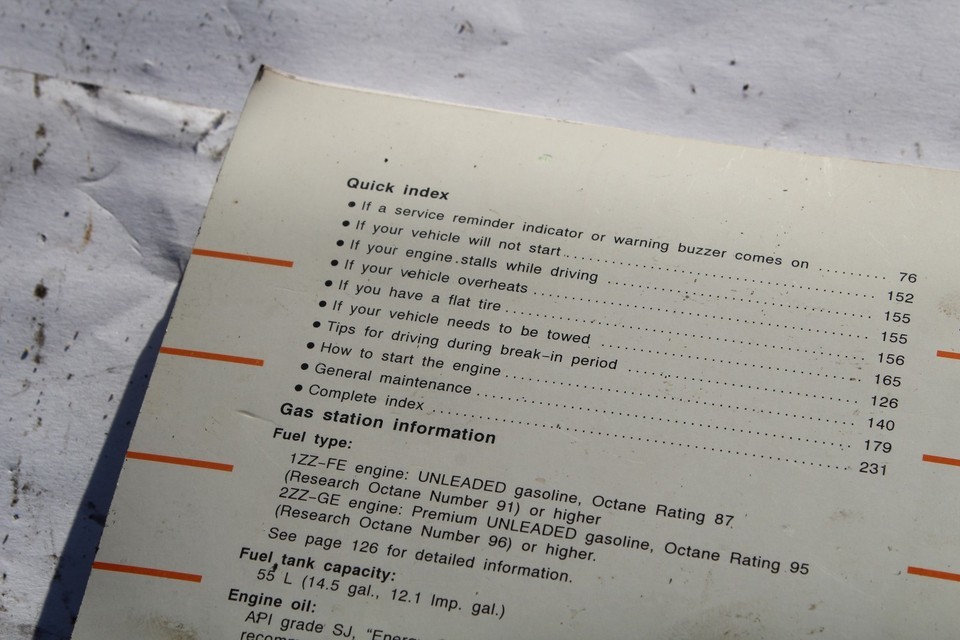 Quick index
● If a service reminder indicator or warning buzzer comes on ........... 76
● If your vehicle will not start ........... 152
● If your engine stalls while driving ........... 155
● If your vehicle overheats ........... 155
● If you have a flat tire ........... 156
● If your vehicle needs to be towed ........... 165
● Tips for driving during break–in period ........... 126
● How to start the engine ........... 140
● General maintenance ........... 179
● Complete index ........... 231
Gas station information
Fuel type:
1ZZ–FE engine: UNLEADED gasoline, Octane Rating 87
(Research Octane Number 91) or higher
2ZZ–GE engine: Premium UNLEADED gasoline, Octane Rating 95
(Research Octane Number 96) or higher.
See page 126 for detailed information.
Fuel tank capacity:
55 L (14.5 gal., 12.1 Imp. gal.)
Engine oil:
API grade SJ,